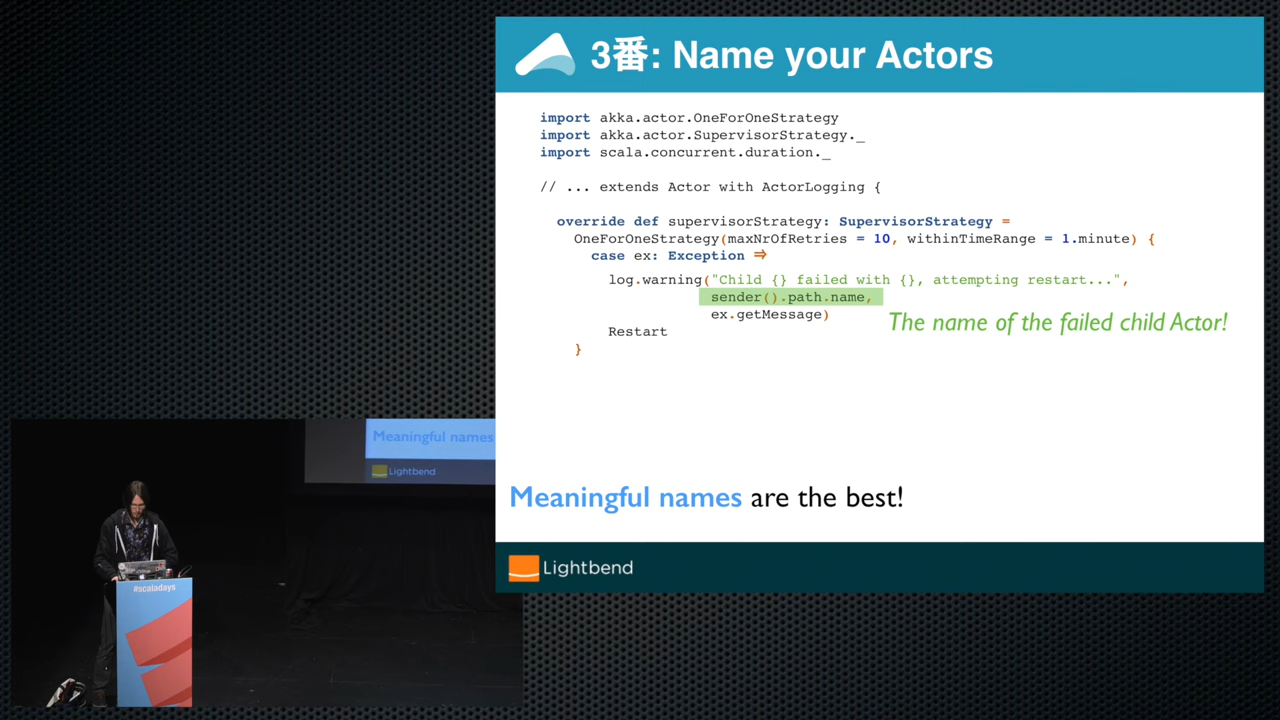 3番: Name your Actors
import akka.actor.OneForOneStrategy
import akka.actor.SupervisorStrategy._
import scala.concurrent.duration._
// ... extends Actor with ActorLogging {
override def supervisorStrategy: SupervisorStrategy =
OneForOneStrategy(maxNrOfRetries = 10, withinTimeRange = 1.minute) {
case ex: Exception ⇒
log.warning("Child {} failed with {}, attempting restart...",
sender().path.name,
ex.getMessage)
The name of the failed child Actor!
Restart
}
Meaningful names are the best!
Lightbend
Meaningful names
Lightbend
#scaladays